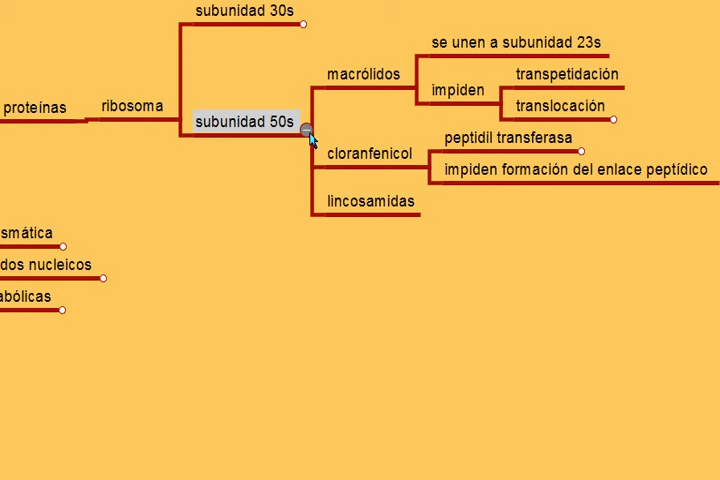 subunidad 30s
se unen a subunidad 23s
macrólidos
transpetidación
impiden
proteínas
ribosoma
translocación
subunidad 50s
peptidil transferasa
cloranfenicol
impiden formación del enlace peptídico
lincosamidas
smática
dos nucleicos
abólicas